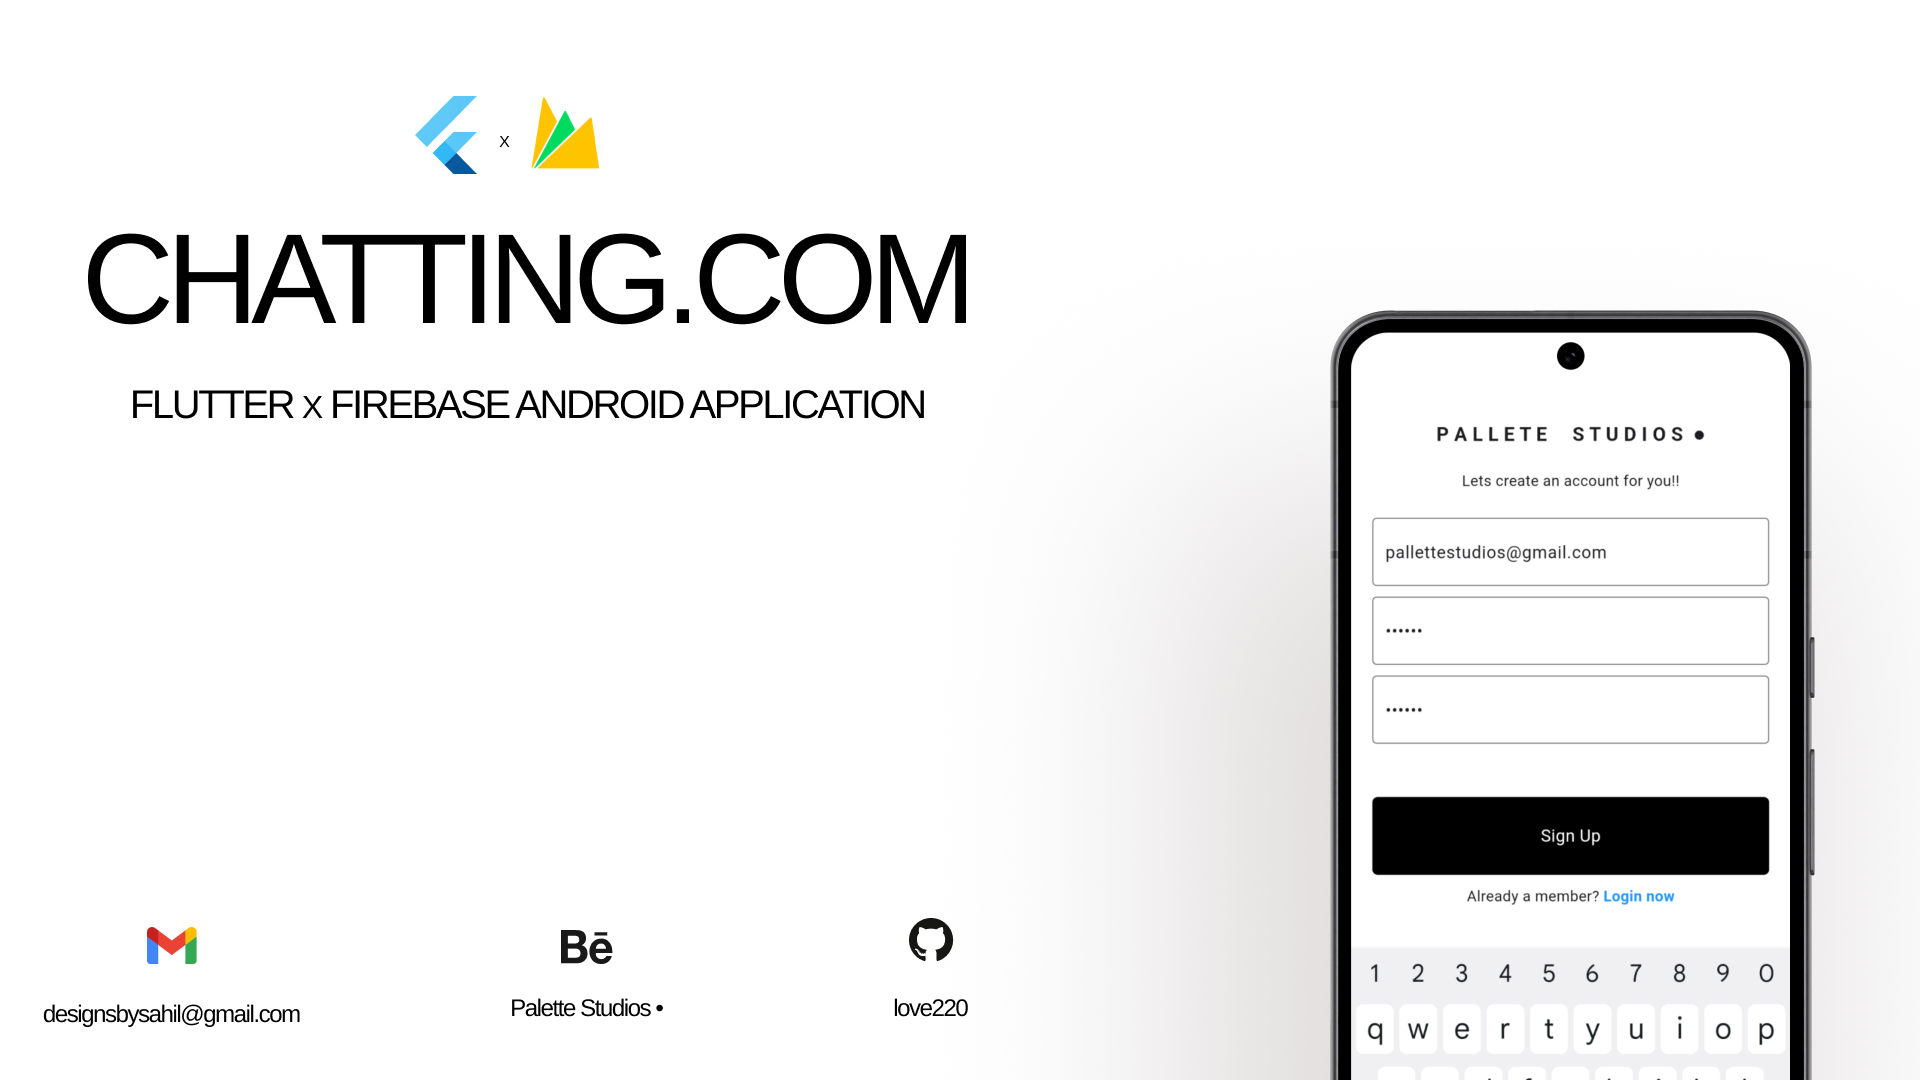 X
CHATTING.COM
FLUTTER X FIREBASE ANDROID APPLICATION
PALLETE STUDIOS●
Lets create an account for you!!
pallettestudios@gmail.com
••••••
••••••
Sign Up
Already a member? Login now
1 2 3 4 5 6 7 8 9 0
q w e r t y u i o p
Bē
designsbysahil@gmail.com
Palette Studios •
love220